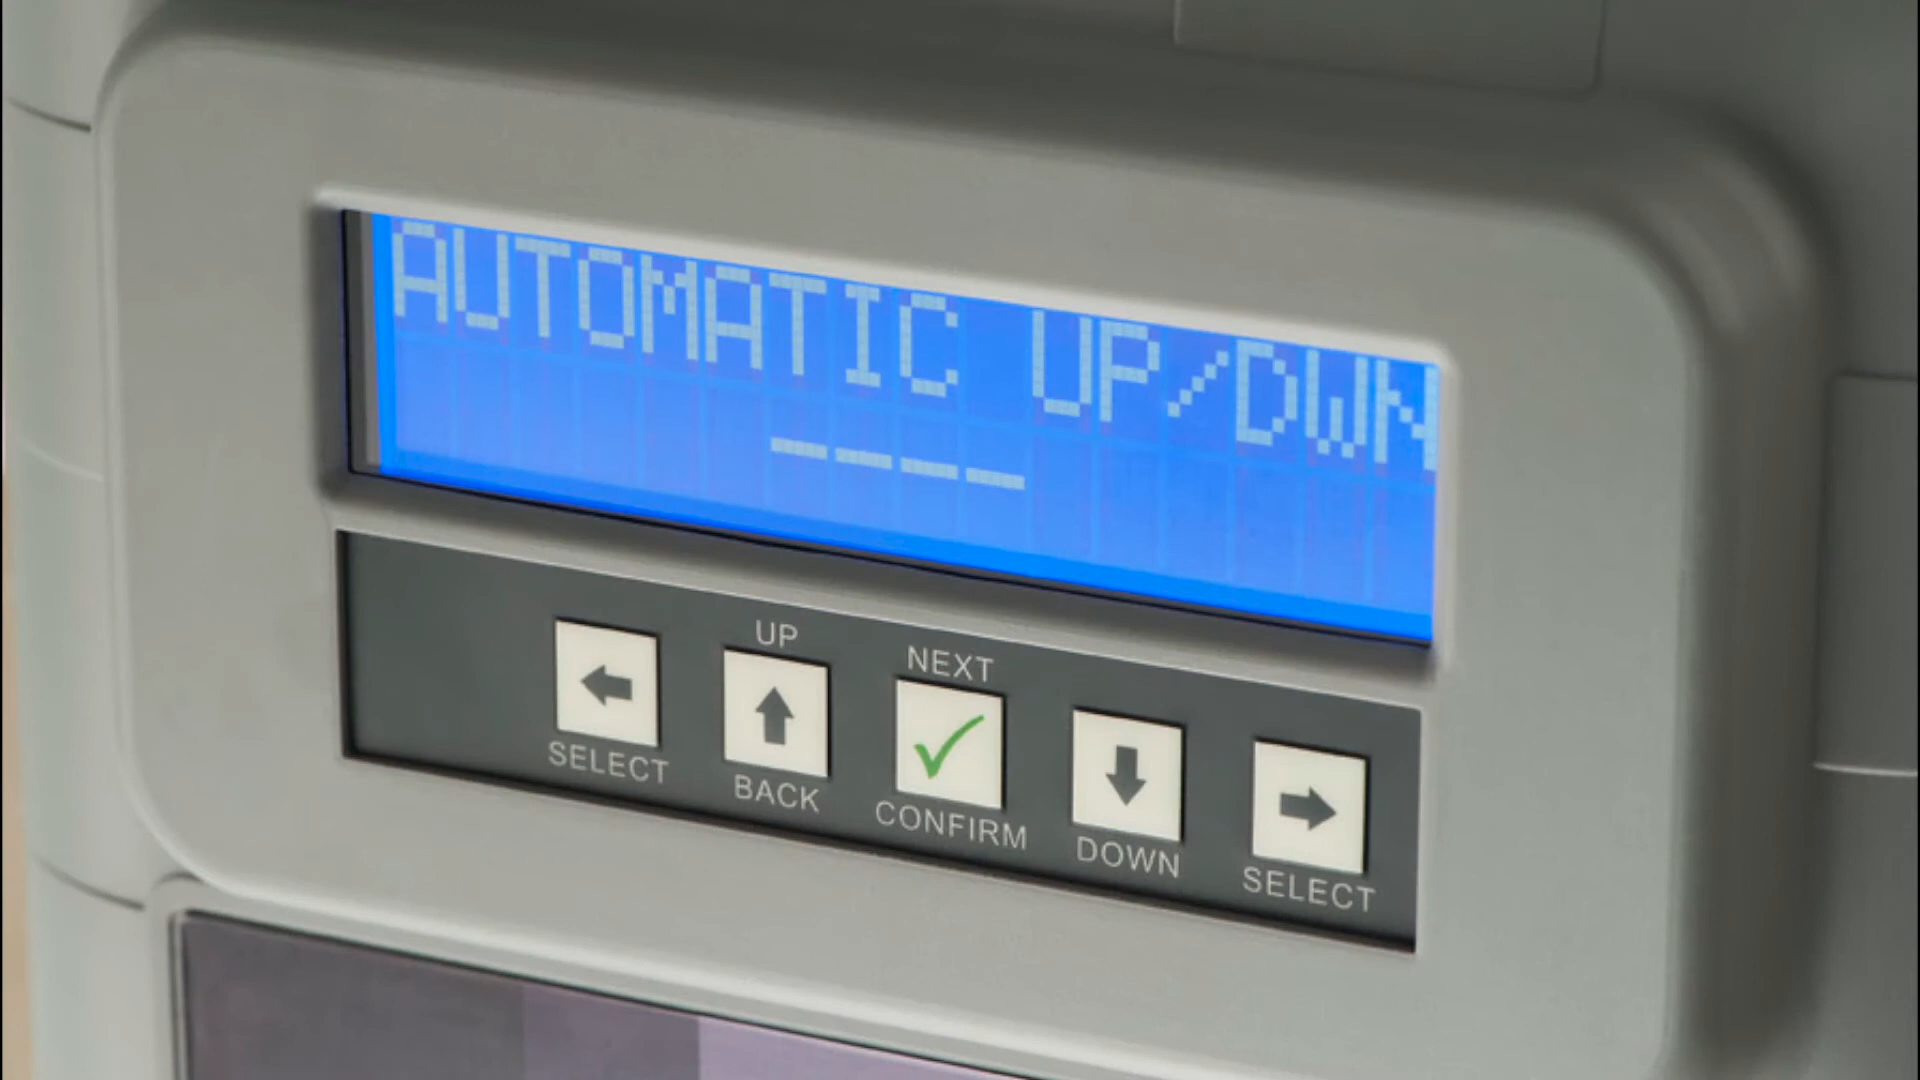 AUTOMATIC UP/DWN
----
UP
NEXT
SELECT
BACK
CONFIRM
DOWN
SELECT